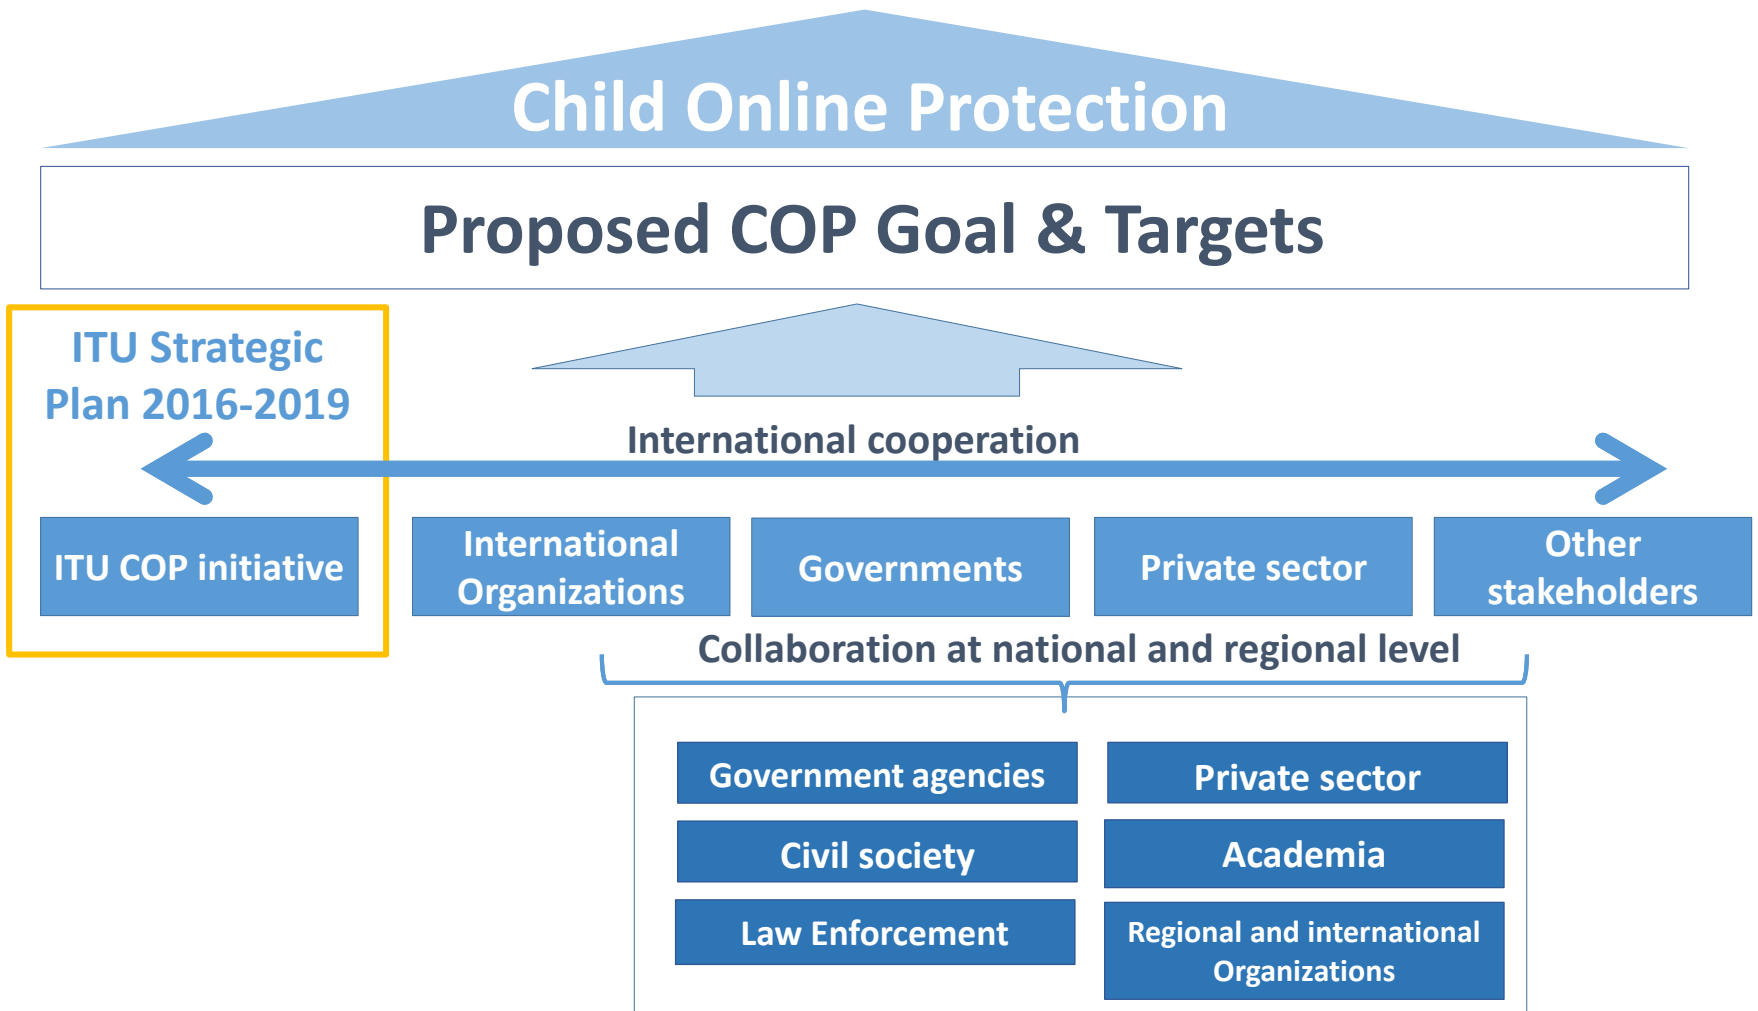 Child Online Protection
Proposed COP Goal & Targets
ITU Strategic
Plan 2016-2019
International cooperation
ITU COP initiative
International
Organizations
Governments
Private sector
Other
stakeholders
Collaboration at national and regional level
Government agencies
Private sector
Civil society
Academia
Law Enforcement
Regional and international
Organizations